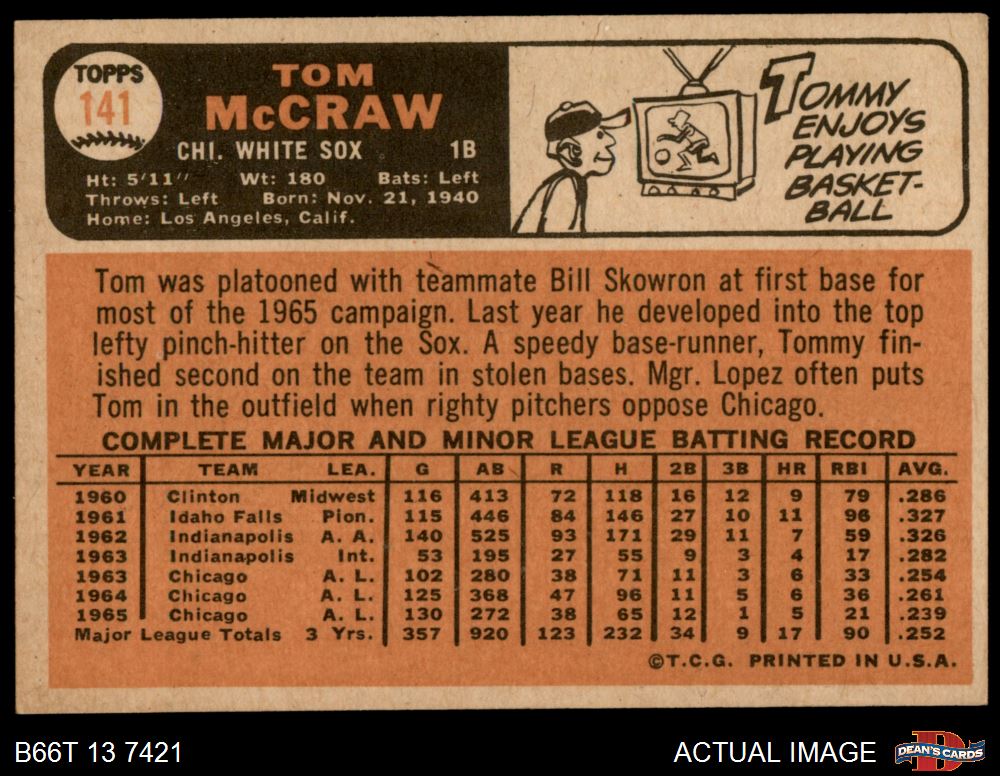 TOPPS
141
TOM
McCRAW
CHI. WHITE SOX 1B
Ht: 5'11" Wt: 180 Bats: Left
Throws: Left Born: Nov. 21, 1940
Home: Los Angeles, Calif.
TOMMY
ENJOYS
PLAYING
BASKET-
BALL
Tom was platooned with teammate Bill Skowron at first base for
most of the 1965 campaign. Last year he developed into the top
lefty pinch-hitter on the Sox. A speedy base-runner, Tommy fin-
ished second on the team in stolen bases. Mgr. Lopez often puts
Tom in the outfield when righty pitchers oppose Chicago.
COMPLETE MAJOR AND MINOR LEAGUE BATTING RECORD
YEAR TEAM LEA. G AB R H 2B 3B HR RBI AVG.
1960 Clinton Midwest 116 413 72 118 16 12 9 79 .286
1961 Idaho Falls Pion. 115 446 84 146 27 10 11 96 .327
1962 Indianapolis A. A. 140 525 93 171 29 11 7 59 .326
1963 Indianapolis Int. 53 195 27 55 9 3 4 17 .282
1963 Chicago A. L. 102 280 38 71 11 3 6 33 .254
1964 Chicago A. L. 125 368 47 96 11 5 6 36 .261
1965 Chicago A. L. 130 272 38 65 12 1 5 21 .239
Major League Totals 3 Yrs. 357 920 123 232 34 9 17 90 .252
©T.C.G. PRINTED IN U.S.A.
B66T 13 7421 ACTUAL IMAGE DEAN'S CARDS